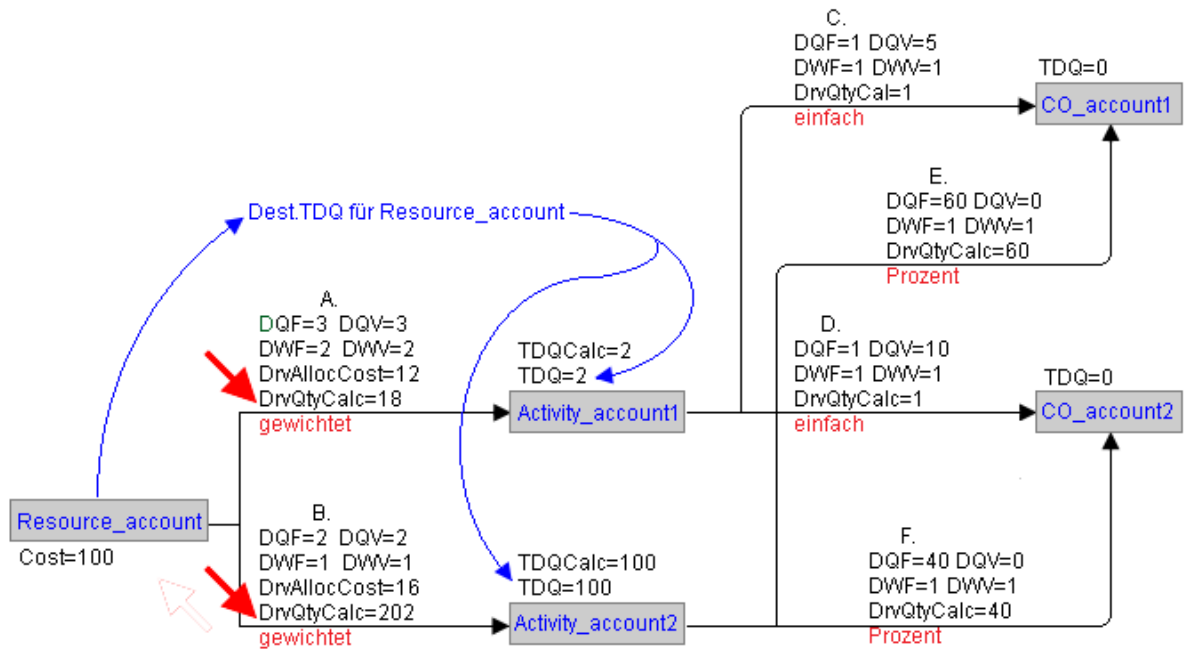 C.
DQF=1 DQV=5
DWF=1 DWV=1
DrvQtyCal=1
einfach
TDQ=0
CO_account1
E.
DQF=60 DQV=0
DWF=1 DWV=1
DrvQtyCalc=60
Prozent
Dest.TDQ für Resource_account
A.
DQF=3 DQV=3
DWF=2 DWV=2
DrvAllocCost=12
DrvQtyCalc=18
gewichtet
TDQCalc=2
TDQ=2
Activity_account1
D.
DQF=1 DQV=10
DWF=1 DWV=1
DrvQtyCalc=1
einfach
TDQ=0
CO_account2
Resource_account
Cost=100
B.
DQF=2 DQV=2
DWF=1 DWV=1
DrvAllocCost=16
DrvQtyCalc=202
gewichtet
TDQCalc=100
TDQ=100
Activity_account2
F.
DQF=40 DQV=0
DWF=1 DWV=1
DrvQtyCalc=40
Prozent